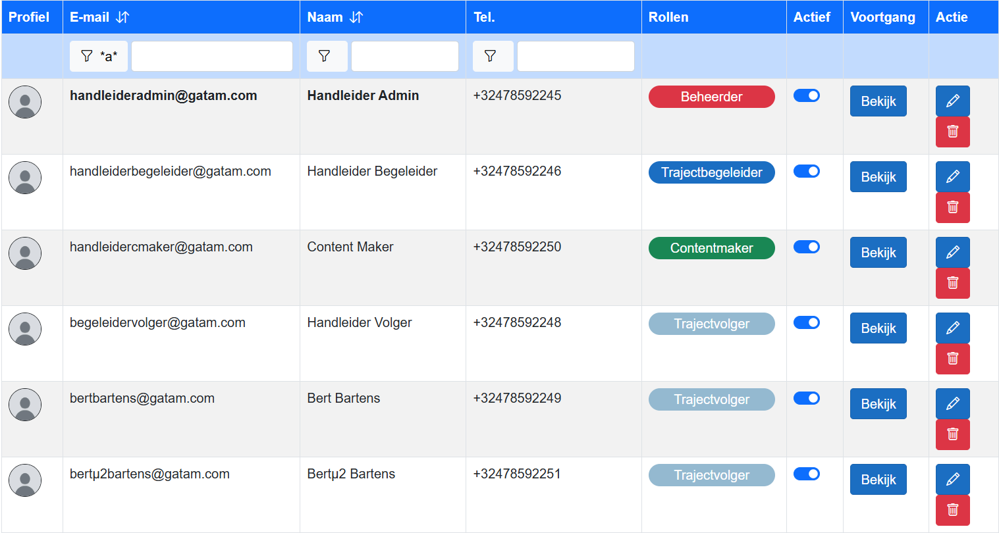 Profiel E-mail Naam Tel. Rollen Actief Voortgang Actie
*a*
handleideradmin@gatam.com Handleider Admin +32478592245 Beheerder Bekijk
handleiderbegeleider@gatam.com Handleider Begeleider +32478592246 Trajectbegeleider Bekijk
handleidercmaker@gatam.com Content Maker +32478592250 Contentmaker Bekijk
begeleidervolger@gatam.com Handleider Volger +32478592248 Trajectvolger Bekijk
bertbartens@gatam.com Bert Bartens +32478592249 Trajectvolger Bekijk
bertµ2bartens@gatam.com Bertµ2 Bartens +32478592251 Trajectvolger Bekijk